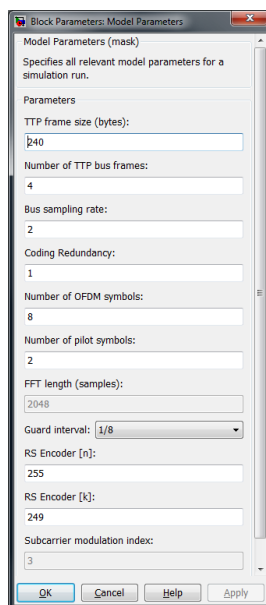 Block Parameters: Model Parameters
Model Parameters (mask)
Specifies all relevant model parameters for a
simulation run.
Parameters
TTP frame size (bytes):
240
Number of TTP bus frames:
4
Bus sampling rate:
2
Coding Redundancy:
1
Number of OFDM symbols:
8
Number of pilot symbols:
2
FFT length (samples):
2048
Guard interval: 1/8
RS Encoder [n]:
255
RS Encoder [k]:
249
Subcarrier modulation index:
3
OK Cancel Help Apply